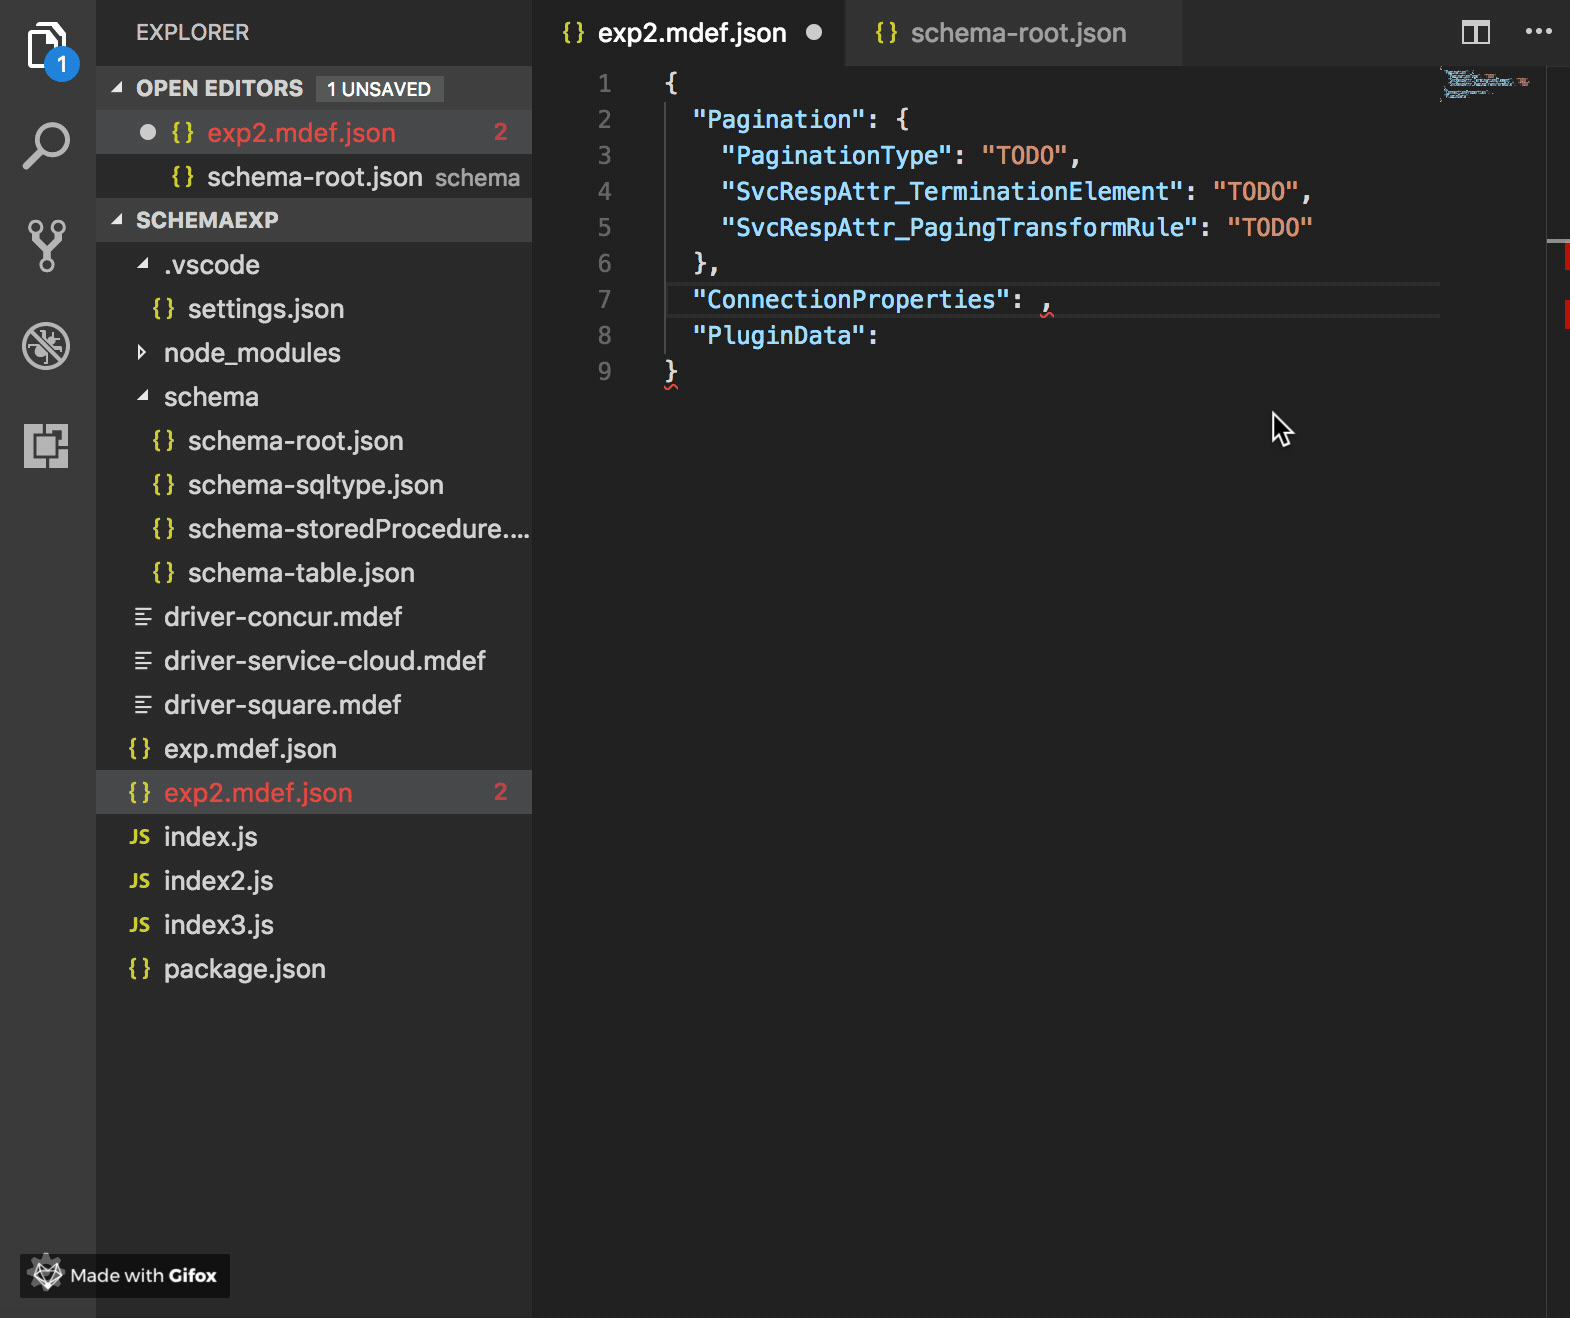 EXPLORER
1
OPEN EDITORS 1 UNSAVED
{} exp2.mdef.json 2
{} schema-root.json schema
SCHEMAEXP
.vscode
{} settings.json
node_modules
schema
{} schema-root.json
{} schema-sqltype.json
{} schema-storedProcedure....
{} schema-table.json
driver-concur.mdef
driver-service-cloud.mdef
driver-square.mdef
{} exp.mdef.json
{} exp2.mdef.json 2
JS index.js
JS index2.js
JS index3.js
{} package.json
Made with Gifox
{} exp2.mdef.json
{} schema-root.json
1 {
2 "Pagination": {
3 "PaginationType": "TODO",
4 "SvcRespAttr_TerminationElement": "TODO",
5 "SvcRespAttr_PagingTransformRule": "TODO"
6 },
7 "ConnectionProperties": ,
8 "PluginData":
9 }